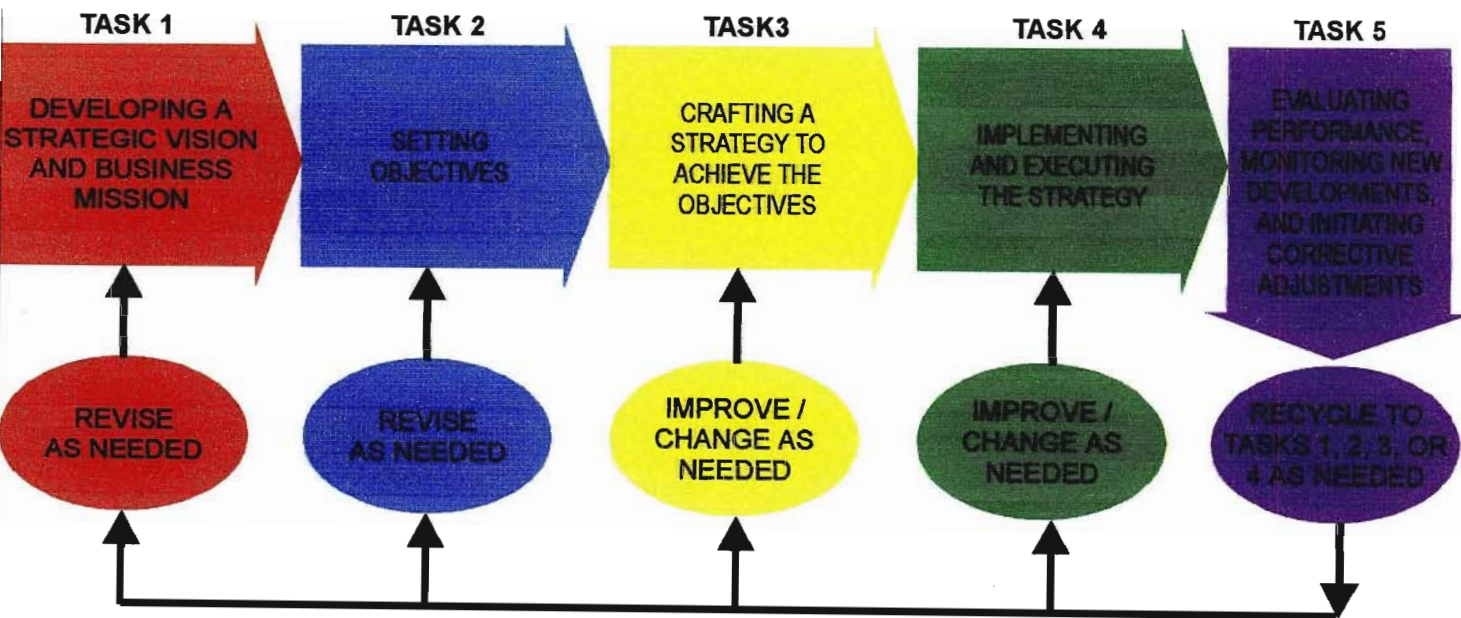 TASK 1
DEVELOPING A
STRATEGIC VISION
AND BUSINESS
MISSION
REVISE
AS NEEDED
TASK 2
SETTING
OBJECTIVES
REVISE
AS NEEDED
TASK3
CRAFTING A
STRATEGY TO
ACHIEVE THE
OBJECTIVES
IMPROVE /
CHANGE AS
NEEDED
TASK 4
IMPLEMENTING
AND EXECUTING
THE STRATEGY
IMPROVE /
CHANGE AS
NEEDED
TASK 5
EVALUATING
PERFORMANCE,
MONITORING NEW
DEVELOPMENTS,
AND INITIATING
CORRECTIVE
ADJUSTMENTS
RECYCLE TO
TASKS 1, 2, 3, OR
4 AS NEEDED